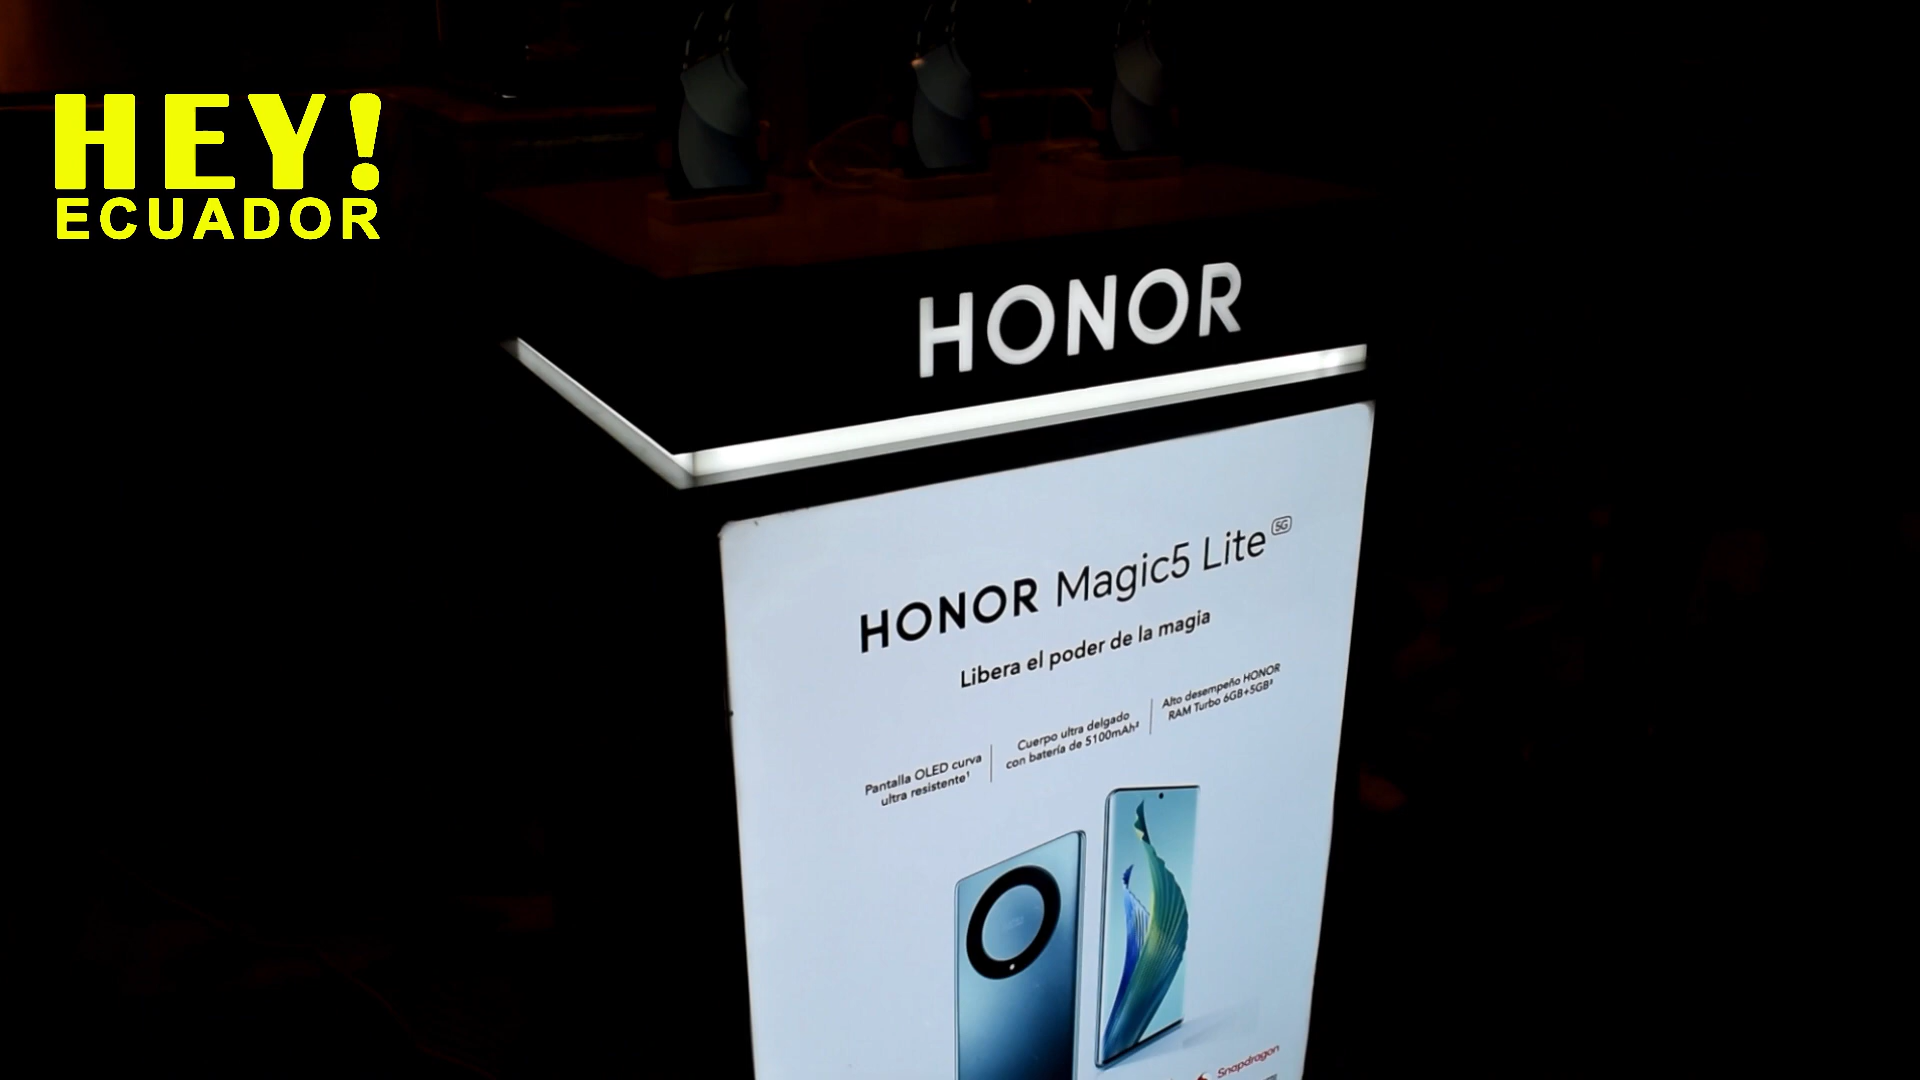 HEY!
ECUADOR
HONOR
HONOR Magic5 Lite 5G
Libera el poder de la magia
Pantalla OLED curva
ultra resistente¹
Cuerpo ultra delgado
con batería de 5100mAh²
Alto desempeño HONOR
RAM Turbo 6GB+5GB³
Snapdragon